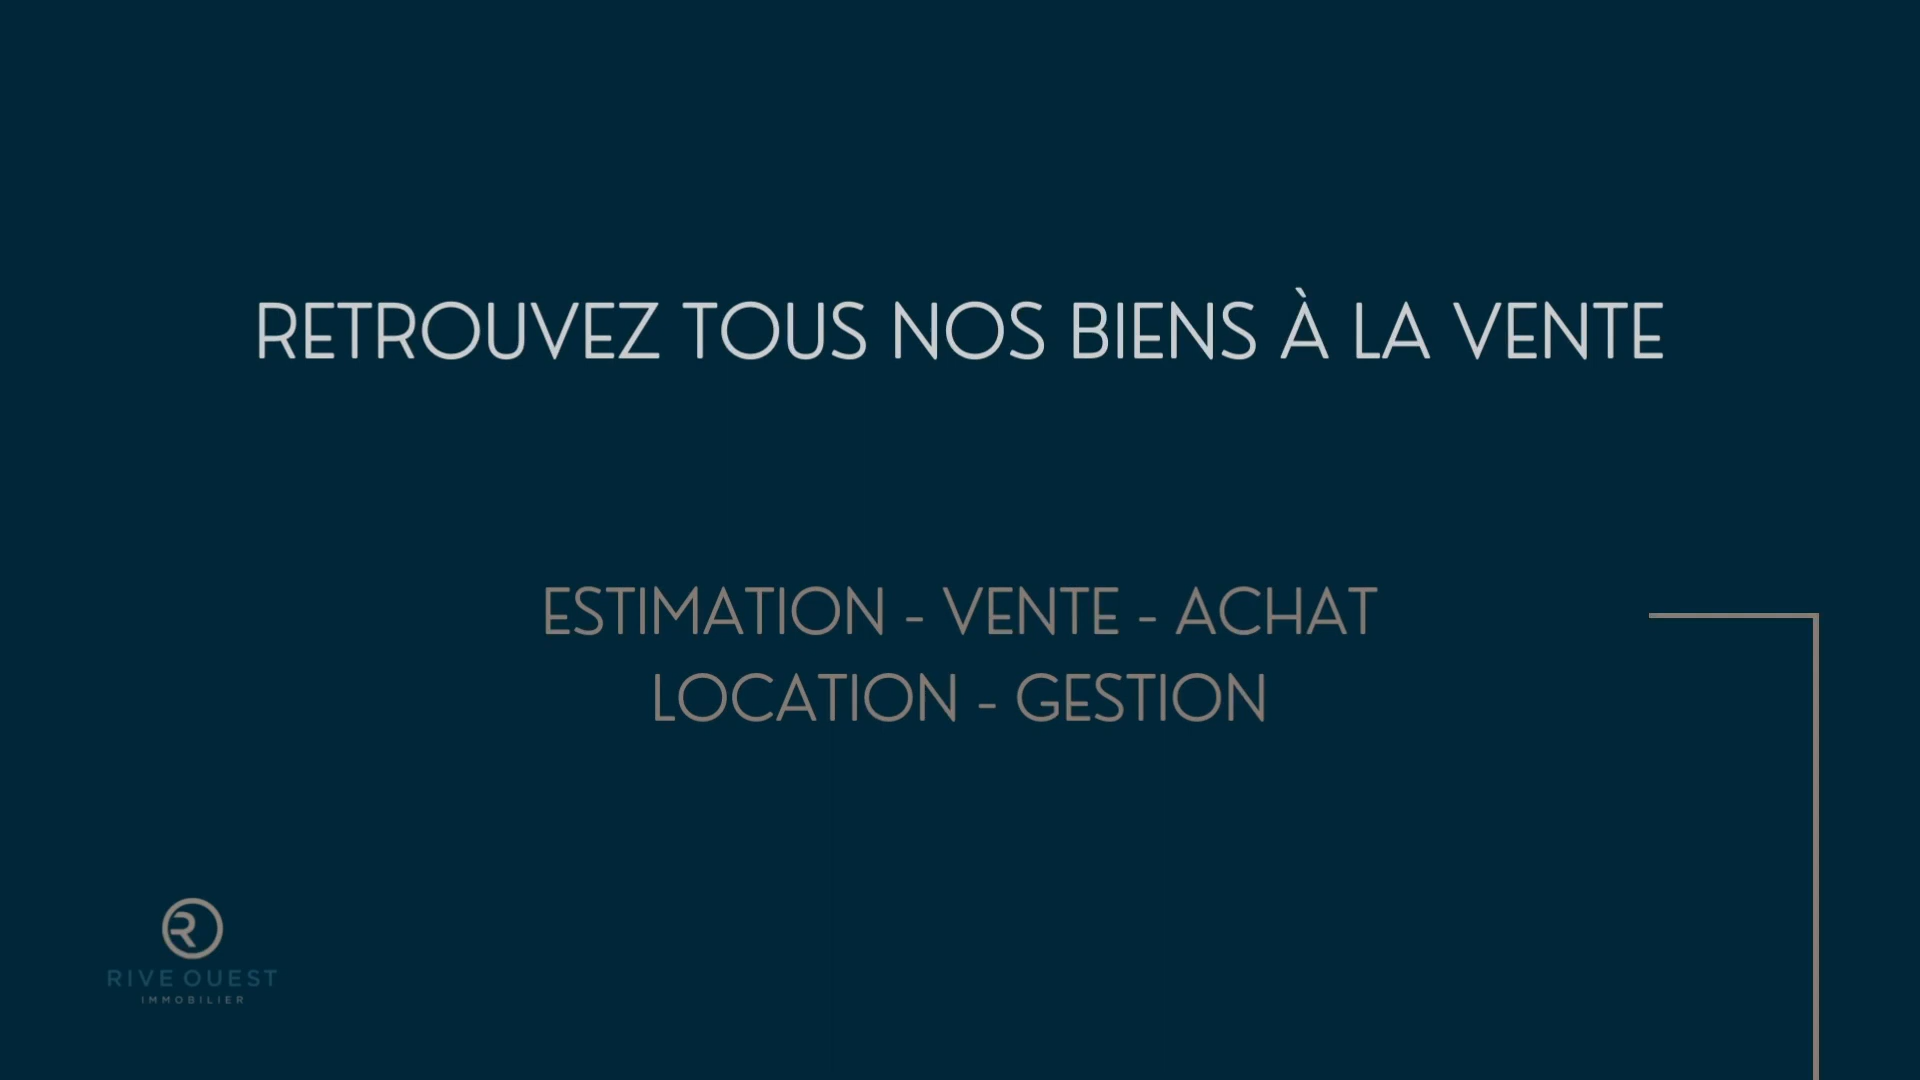 RETROUVEZ TOUS NOS BIENS À LA VENTE
ESTIMATION - VENTE - ACHAT
LOCATION - GESTION
R
RIVE OUEST
IMMOBILIER